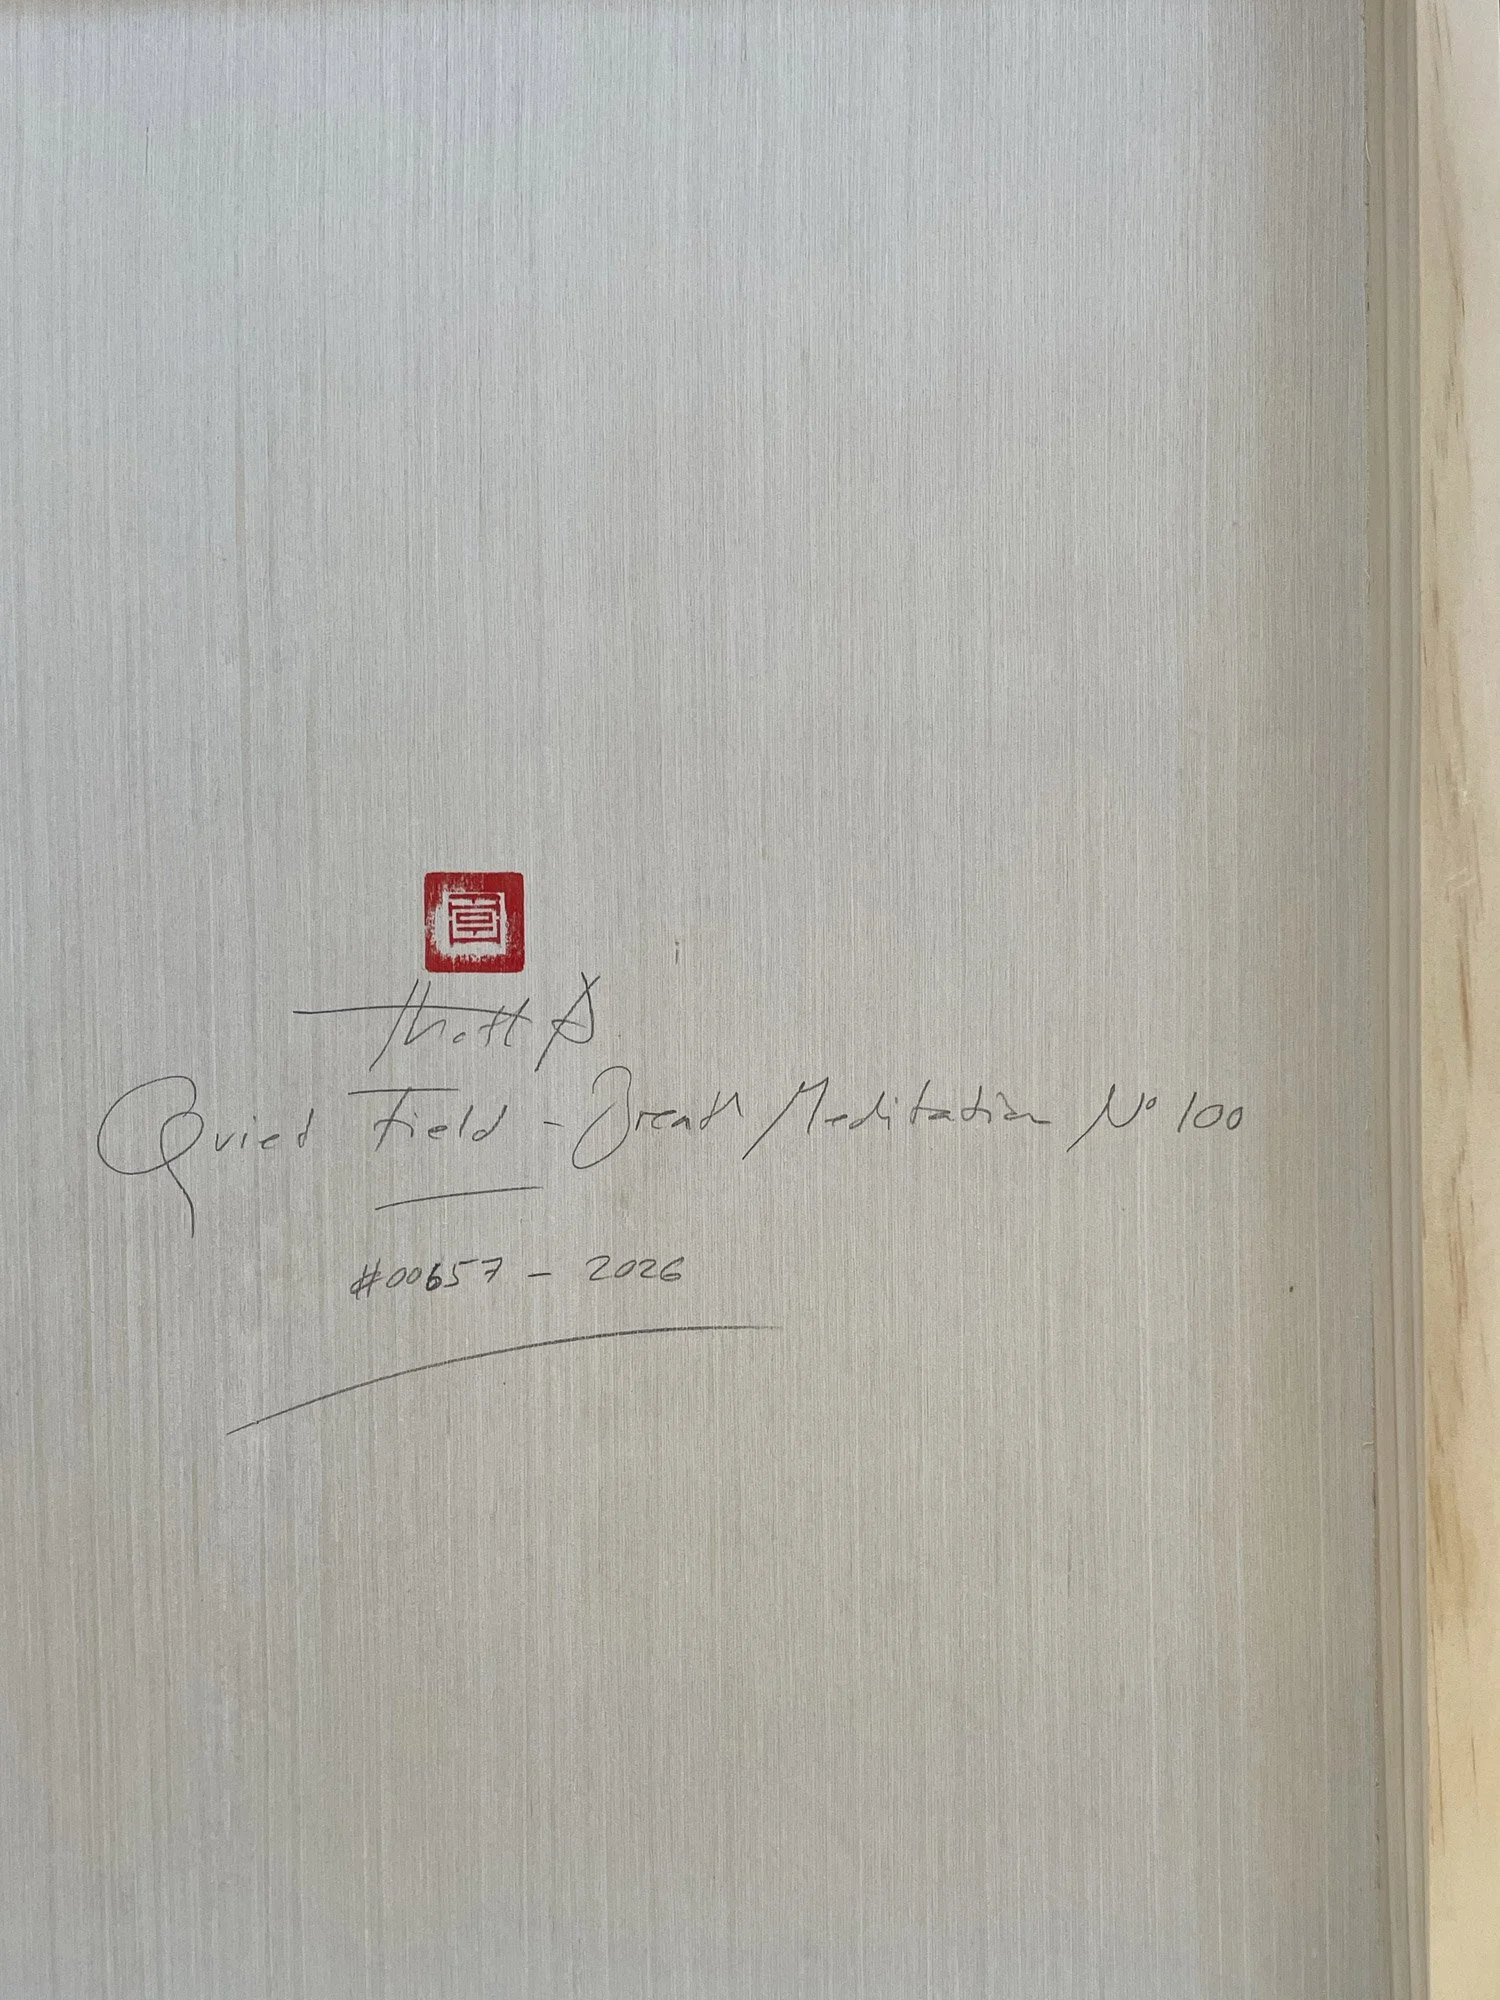 Quiet Field - Breath Meditation Nº 100
#00657 - 2026